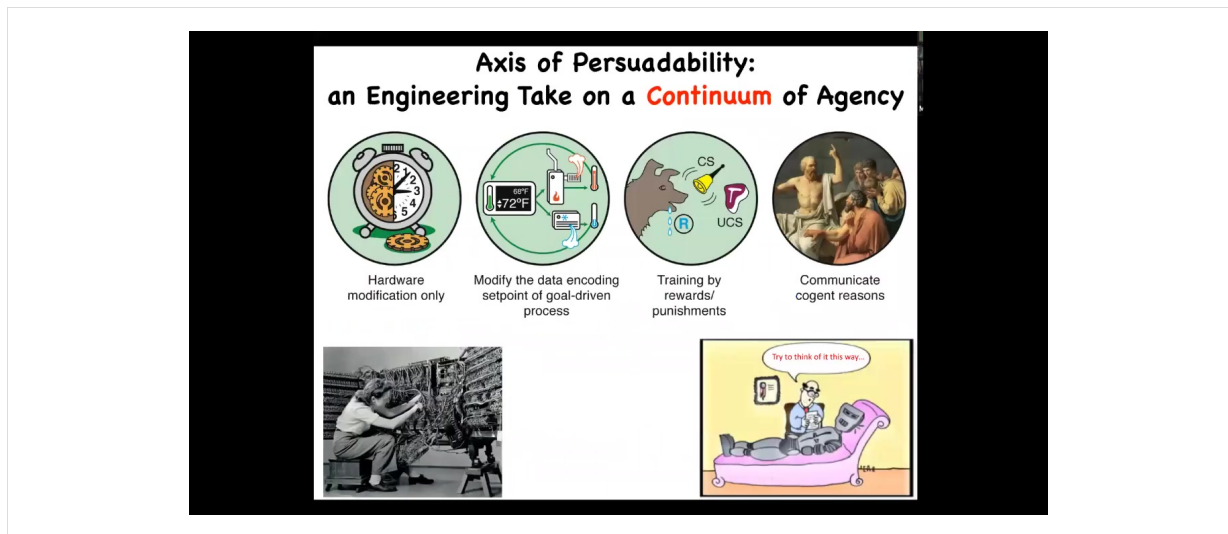 Axis of Persuadability:
an Engineering Take on a Continuum of Agency
68°F
72°F
CS
UCS
R
Hardware
modification only
Modify the data encoding
setpoint of goal-driven
process
Training by
rewards/
punishments
Communicate
cogent reasons
Try to think of it this way...